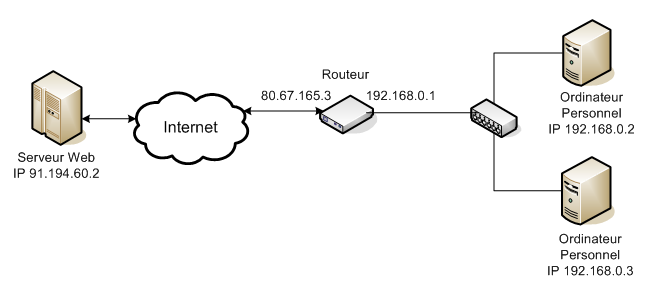 Serveur Web
IP 91.194.60.2
Internet
80.67.165.3
Routeur
192.168.0.1
Ordinateur
Personnel
IP 192.168.0.2
Ordinateur
Personnel
IP 192.168.0.3